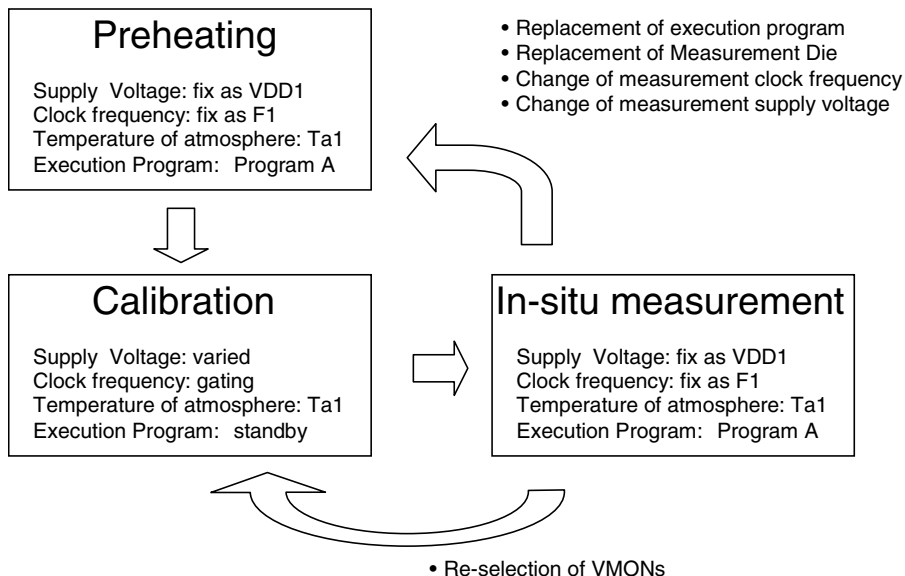 Preheating
Supply Voltage: fix as VDD1
Clock frequency: fix as F1
Temperature of atmosphere: Ta1
Execution Program: Program A
• Replacement of execution program
• Replacement of Measurement Die
• Change of measurement clock frequency
• Change of measurement supply voltage
Calibration
Supply Voltage: varied
Clock frequency: gating
Temperature of atmosphere: Ta1
Execution Program: standby
In-situ measurement
Supply Voltage: fix as VDD1
Clock frequency: fix as F1
Temperature of atmosphere: Ta1
Execution Program: Program A
• Re-selection of VMONs